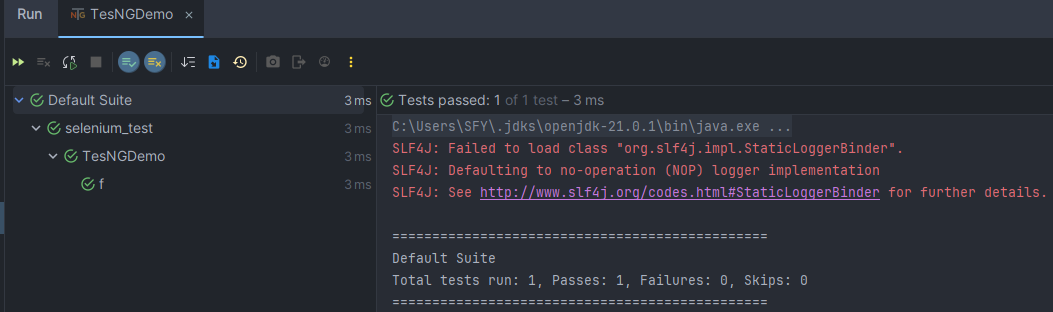 Run TesNGDemo ×
Default Suite 3 ms
selenium_test 3 ms
TesNGDemo 3 ms
f 3 ms
Tests passed: 1 of 1 test – 3 ms
C:\Users\SFY\.jdks\openjdk-21.0.1\bin\java.exe ...
SLF4J: Failed to load class "org.slf4j.impl.StaticLoggerBinder".
SLF4J: Defaulting to no-operation (NOP) logger implementation
SLF4J: See http://www.slf4j.org/codes.html#StaticLoggerBinder for further details.
===============================================
Default Suite
Total tests run: 1, Passes: 1, Failures: 0, Skips: 0
===============================================